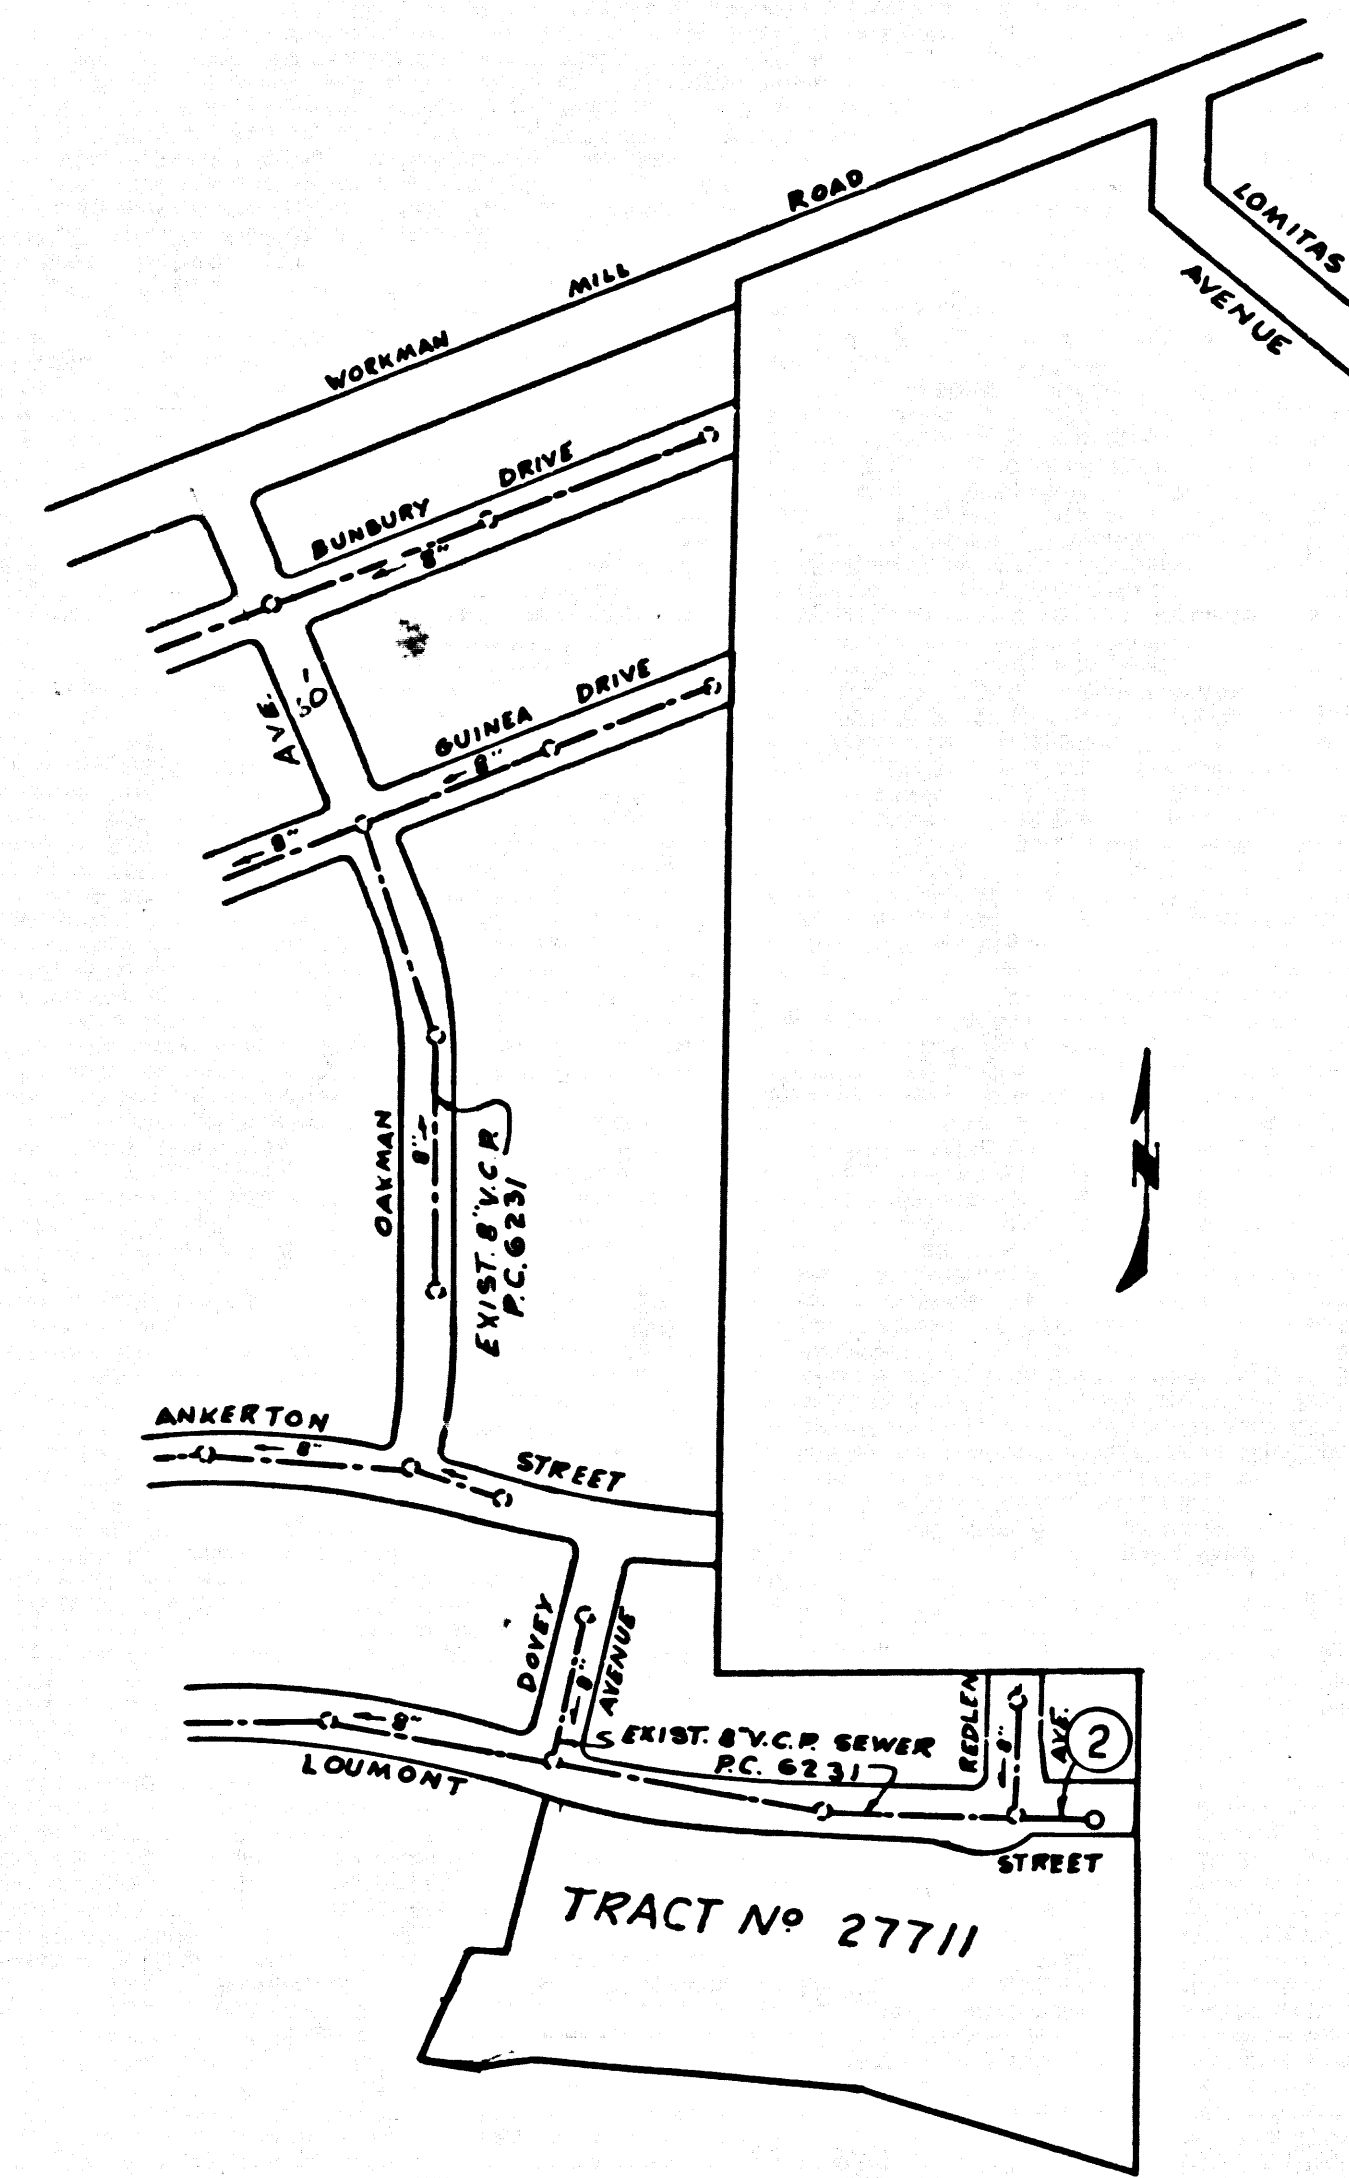 ROAD
LOMITAS
AVENUE
MILL
WORKMAN
BUNBURY DRIVE
8"
AVE.
GUINEA DRIVE
8"
8"
OAKMAN
8"
EXIST. 8" V.C.P.
P.C. 6231
N
ANKERTON
8"
STREET
DOVEY
AVENUE
8"
8"
LOUMONT
EXIST. 8" V.C.P. SEWER
P.C. 6231
REDLEN
AVE.
8"
2
STREET
TRACT Nº 27711